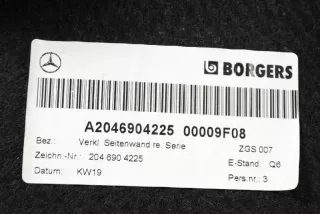 BORGERS
A2046904225 00009F08
Bez.: Verkl. Seitenwand re. Serie ZGS 007
Zeichn.-Nr.: 204 690 4225 E-Stand: Q6
Datum: KW19 Pers.nr.: 3